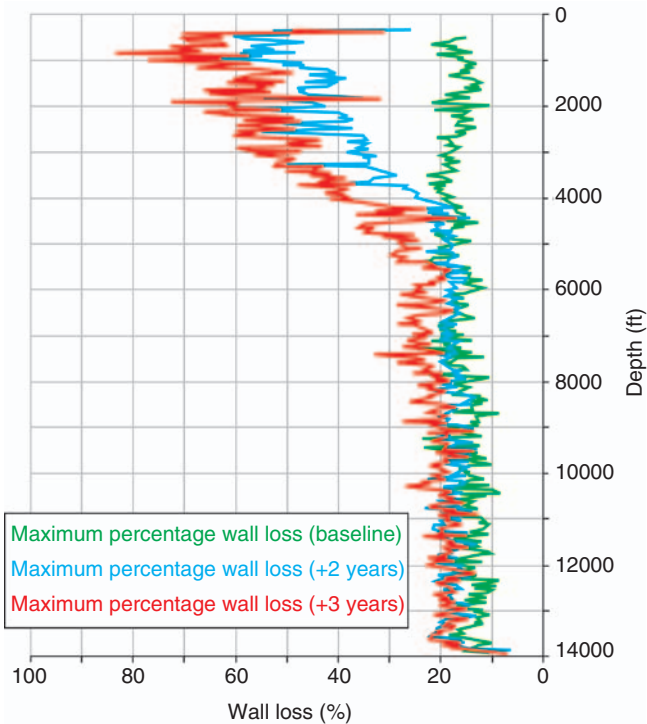 0
2000
4000
6000
8000
10000
12000
14000
Depth (ft)
Maximum percentage wall loss (baseline)
Maximum percentage wall loss (+2 years)
Maximum percentage wall loss (+3 years)
100 80 60 40 20 0
Wall loss (%)